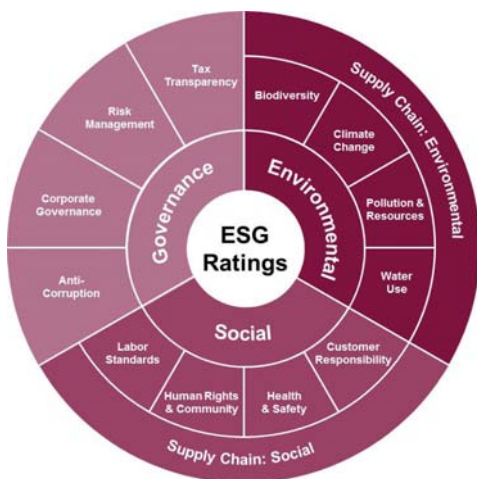 ESG
Ratings
Governance
Tax
Transparency
Risk
Management
Corporate
Governance
Anti-
Corruption
Environmental
Biodiversity
Climate
Change
Pollution &
Resources
Water
Use
Supply Chain: Environmental
Social
Customer
Responsibility
Health
& Safety
Human Rights
& Community
Labor
Standards
Supply Chain: Social